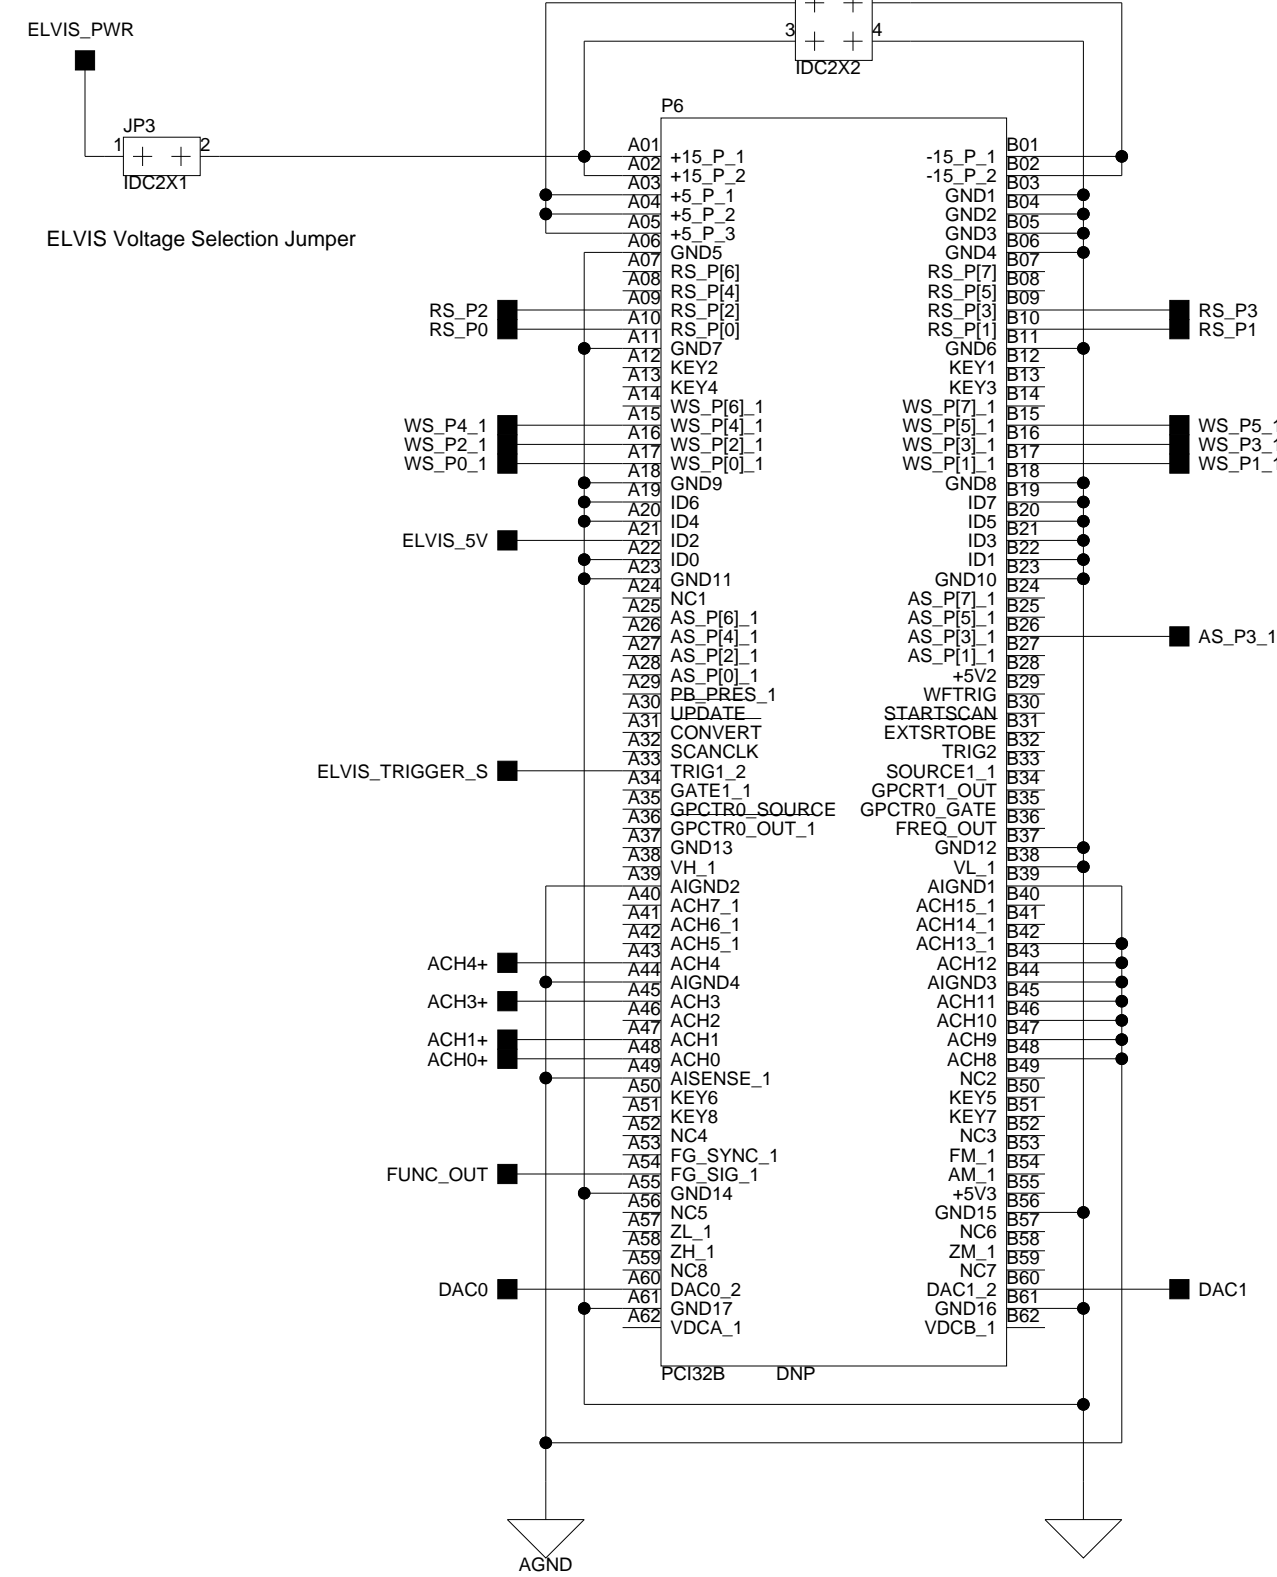 ELVIS_PWR
3 4
IDC2X2
P6
JP3
1 2
IDC2X1
ELVIS Voltage Selection Jumper
A01 +15_P_1 -15_P_1 B01
A02 +15_P_2 -15_P_2 B02
A03 +5_P_1 GND1 B03
A04 +5_P_2 GND2 B04
A05 +5_P_3 GND3 B05
A06 GND5 GND4 B06
A07 RS_P[6] RS_P[7] B07
A08 RS_P[4] RS_P[5] B08
RS_P2 A09 RS_P[2] RS_P[3] B09 RS_P3
RS_P0 A10 RS_P[0] RS_P[1] B10 RS_P1
A11 GND7 GND6 B11
A12 KEY2 KEY1 B12
A13 KEY4 KEY3 B13
A14 WS_P[6]_1 WS_P[7]_1 B14
WS_P4_1 A15 WS_P[4]_1 WS_P[5]_1 B15 WS_P5_1
WS_P2_1 A16 WS_P[2]_1 WS_P[3]_1 B16 WS_P3_1
WS_P0_1 A17 WS_P[0]_1 WS_P[1]_1 B17 WS_P1_1
A18 GND9 GND8 B18
A19 ID6 ID7 B19
A20 ID4 ID5 B20
ELVIS_5V A21 ID2 ID3 B21
A22 ID0 ID1 B22
A23 GND11 GND10 B23
A24 NC1 AS_P[7]_1 B24
A25 AS_P[6]_1 AS_P[5]_1 B25
A26 AS_P[4]_1 AS_P[3]_1 B26 AS_P3_1
A27 AS_P[2]_1 AS_P[1]_1 B27
A28 AS_P[0]_1 +5V2 B28
A29 PB_PRES_1 WFTRIG B29
A30 UPDATE STARTSCAN B30
A31 CONVERT EXTSRTOBE B31
A32 SCANCLK TRIG2 B32
ELVIS_TRIGGER_S A33 TRIG1_2 SOURCE1_1 B33
A34 GATE1_1 GPCRT1_OUT B34
A35 GPCTR0_SOURCE GPCTR0_GATE B35
A36 GPCTR0_OUT_1 FREQ_OUT B36
A37 GND13 GND12 B37
A38 VH_1 VL_1 B38
A39 AIGND2 AIGND1 B39
A40 ACH7_1 ACH15_1 B40
A41 ACH6_1 ACH14_1 B41
A42 ACH5_1 ACH13_1 B42
ACH4+ A43 ACH4 ACH12 B43
A44 AIGND4 AIGND3 B44
ACH3+ A45 ACH3 ACH11 B45
A46 ACH2 ACH10 B46
ACH1+ A47 ACH1 ACH9 B47
ACH0+ A48 ACH0 ACH8 B48
A49 AISENSE_1 NC2 B49
A50 KEY6 KEY5 B50
A51 KEY8 KEY7 B51
A52 NC4 NC3 B52
A53 FG_SYNC_1 FM_1 B53
FUNC_OUT A54 FG_SIG_1 AM_1 B54
A55 GND14 +5V3 B55
A56 NC5 GND15 B56
A57 ZL_1 NC6 B57
A58 ZH_1 ZM_1 B58
A59 NC8 NC7 B59
DAC0 A60 DAC0_2 DAC1_2 B60 DAC1
A61 GND17 GND16 B61
A62 VDCA_1 VDCB_1 B62
PCI32B DNP
AGND